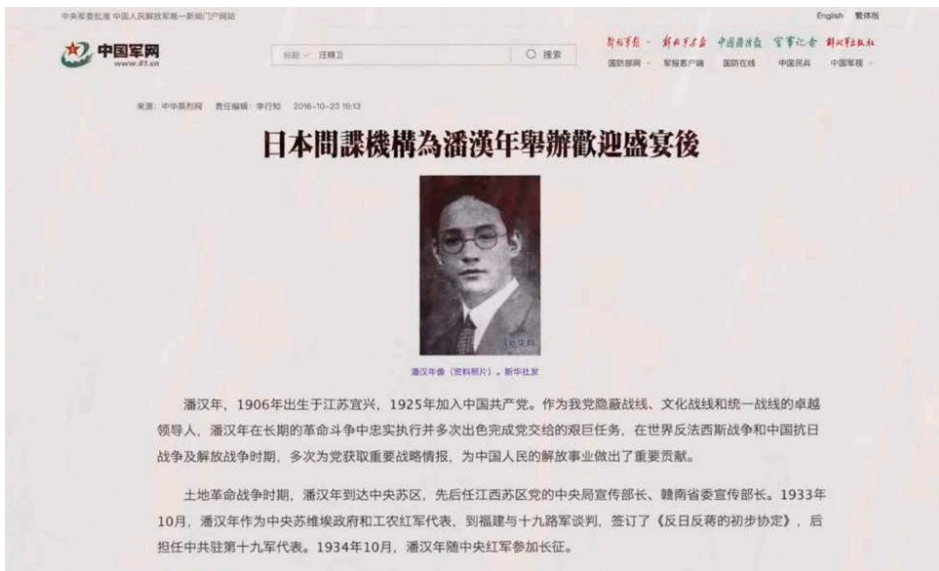 中央军委批准 中国人民解放军唯一新闻门户网站
English 繁体版
中国军网
www.81.cn
标题 汪精卫 搜索
解放军报 解放军画报 中国国防报 军事记者 解放军出版社
国防部网 军报客户端 国防在线 中国民兵 中国军视
来源：中华英烈网 责任编辑：李行知 2016-10-23 16:13
日本間諜機構為潘漢年舉辦歡迎盛宴後
潘汉年像（资料照片）。新华社发
潘汉年，1906年出生于江苏宜兴，1925年加入中国共产党。作为我党隐蔽战线、文化战线和统一战线的卓越
领导人，潘汉年在长期的革命斗争中忠实执行并多次出色完成党交给的艰巨任务，在世界反法西斯战争和中国抗日
战争及解放战争时期，多次为党获取重要战略情报，为中国人民的解放事业做出了重要贡献。
土地革命战争时期，潘汉年到达中央苏区，先后任江西苏区党的中央局宣传部长、赣南省委宣传部长。1933年
10月，潘汉年作为中央苏维埃政府和工农红军代表，到福建与十九路军谈判，签订了《反日反蒋的初步协定》，后
担任中共驻第十九军代表。1934年10月，潘汉年随中央红军参加长征。